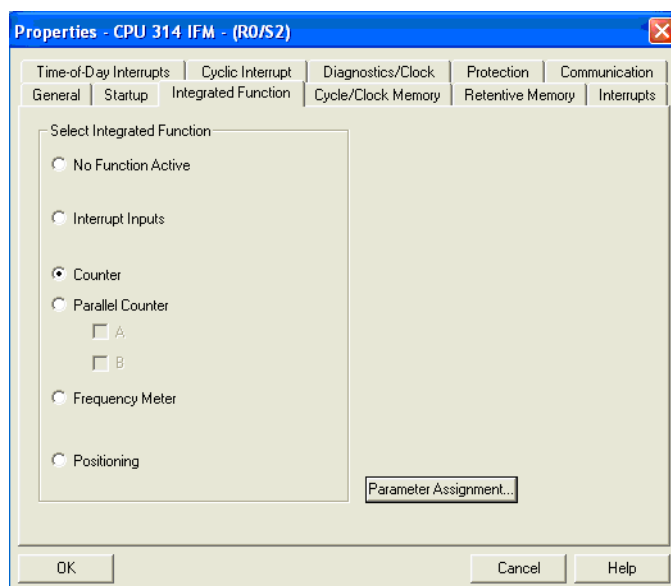 Properties - CPU 314 IFM - (R0/S2)
Time-of-Day Interrupts Cyclic Interrupt Diagnostics/Clock Protection Communication
General Startup Integrated Function Cycle/Clock Memory Retentive Memory Interrupts
Select Integrated Function
No Function Active
Interrupt Inputs
Counter
Parallel Counter
A
B
Frequency Meter
Positioning
Parameter Assignment...
OK Cancel Help